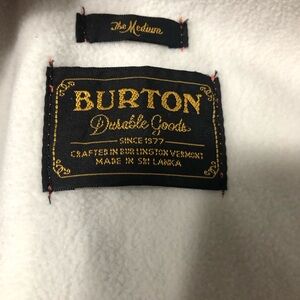 The Medium
BURTON
Durable Goods
SINCE 1977
CRAFTED IN BURLINGTON VERMONT
MADE IN SRI LANKA